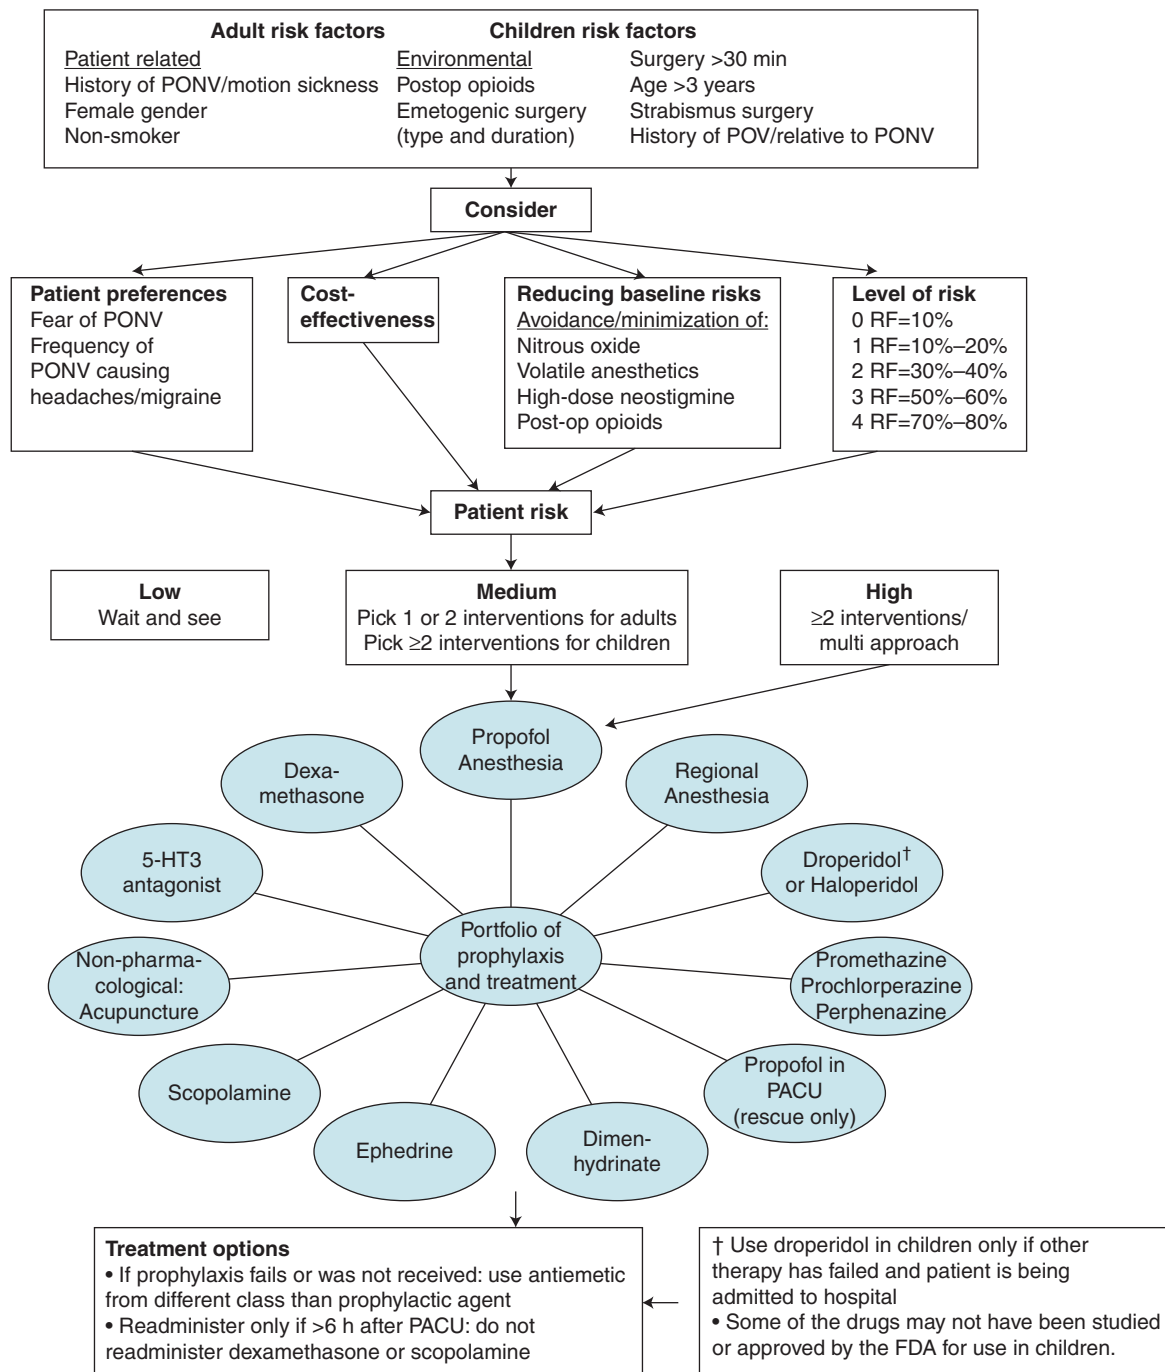 Adult risk factors
Children risk factors
Patient related
History of PONV/motion sickness
Female gender
Non-smoker
Environmental
Postop opioids
Emetogenic surgery
(type and duration)
Surgery >30 min
Age >3 years
Strabismus surgery
History of POV/relative to PONV
Consider
Patient preferences
Fear of PONV
Frequency of
PONV causing
headaches/migraine
Cost-
effectiveness
Reducing baseline risks
Avoidance/minimization of:
Nitrous oxide
Volatile anesthetics
High-dose neostigmine
Post-op opioids
Level of risk
0 RF=10%
1 RF=10%–20%
2 RF=30%–40%
3 RF=50%–60%
4 RF=70%–80%
Patient risk
Low
Wait and see
Medium
Pick 1 or 2 interventions for adults
Pick ≥2 interventions for children
High
≥2 interventions/
multi approach
Propofol
Anesthesia
Dexa-
methasone
Regional
Anesthesia
5-HT3
antagonist
Droperidol†
or Haloperidol
Portfolio of
prophylaxis
and treatment
Non-pharma-
cological:
Acupuncture
Promethazine
Prochlorperazine
Perphenazine
Scopolamine
Propofol in
PACU
(rescue only)
Ephedrine
Dimen-
hydrinate
Treatment options
• If prophylaxis fails or was not received: use antiemetic
from different class than prophylactic agent
• Readminister only if >6 h after PACU: do not
readminister dexamethasone or scopolamine
† Use droperidol in children only if other
therapy has failed and patient is being
admitted to hospital
• Some of the drugs may not have been studied
or approved by the FDA for use in children.